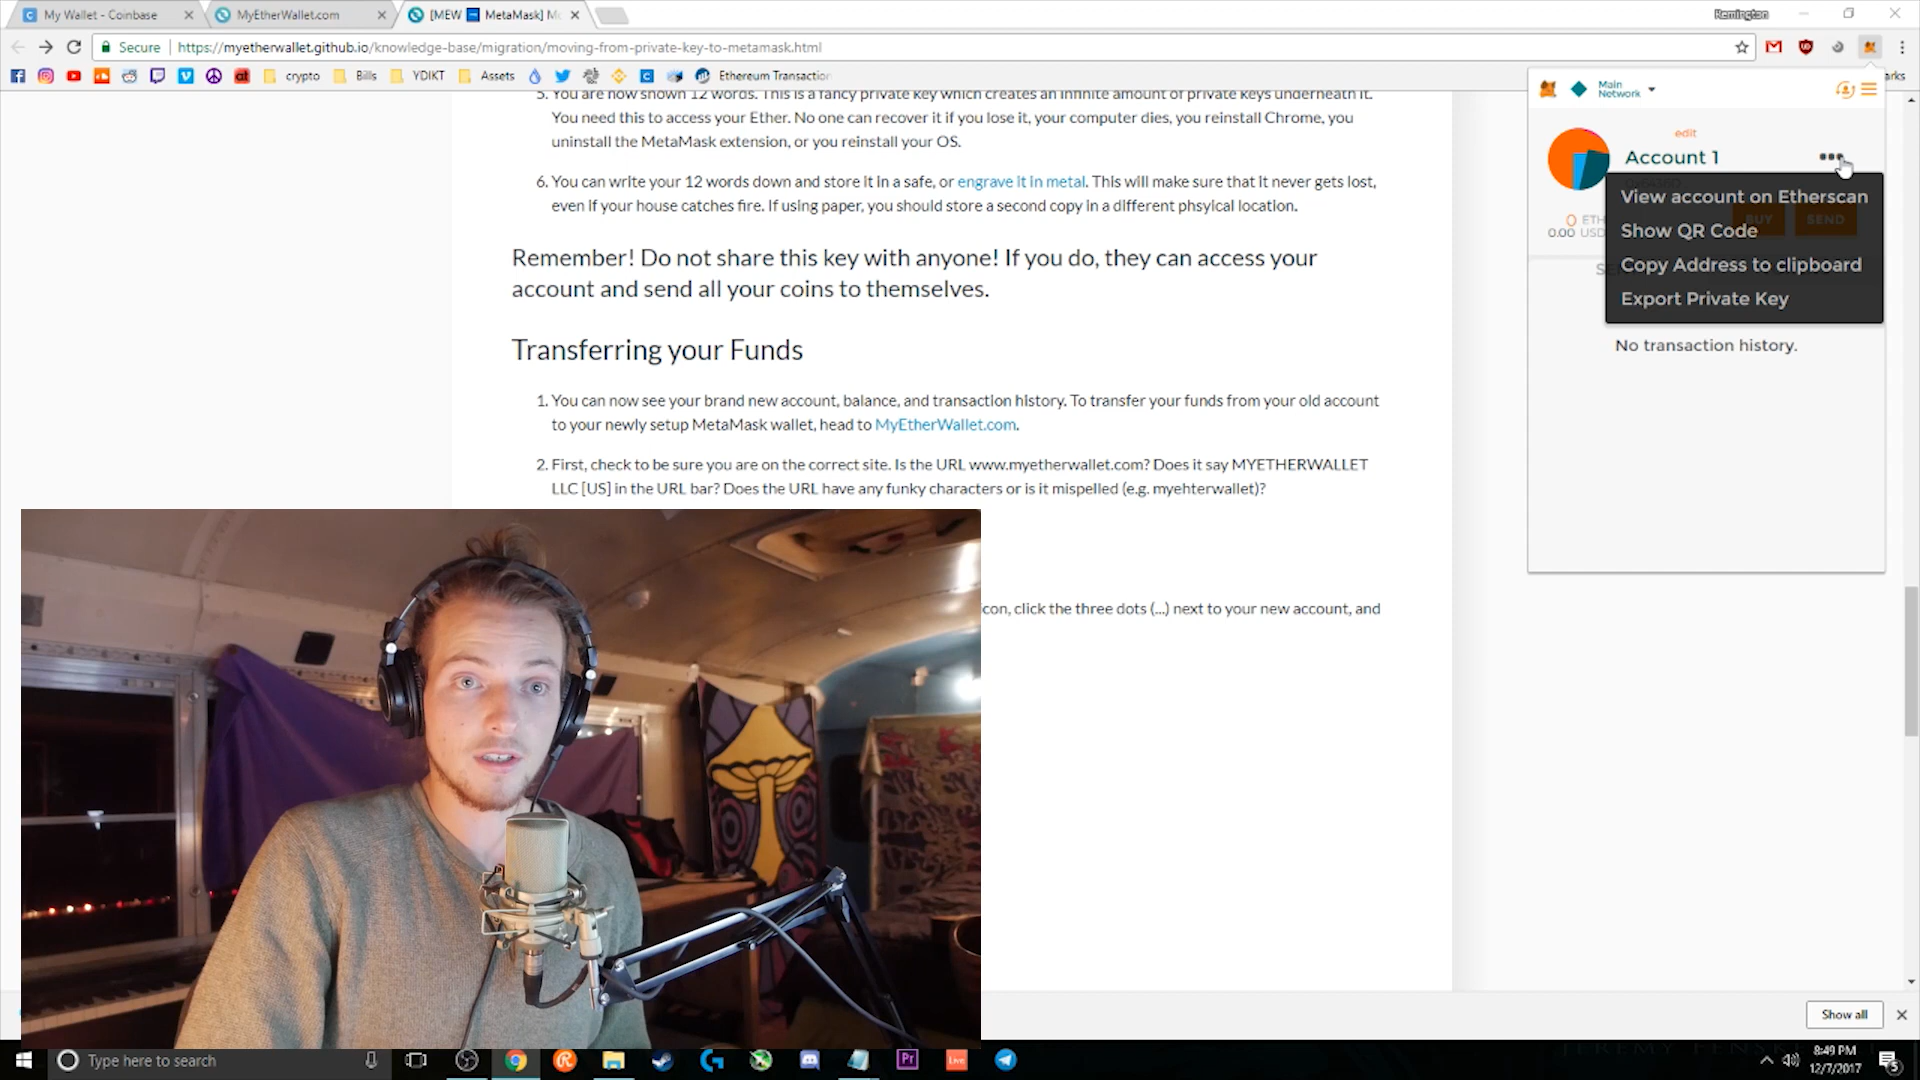 My Wallet - Coinbase
MyEtherWallet.com
[MEW MetaMask] Mo
Remington
Secure
https://myetherwallet.github.io/knowledge-base/migration/moving-from-private-key-to-metamask.html
crypto
Bills
YDIKT
Assets
Ethereum Transaction
arks
5. You are now shown 12 words. This is a fancy private key which creates an infinite amount of private keys underneath it.
You need this to access your Ether. No one can recover it if you lose it, your computer dies, you reinstall Chrome, you
uninstall the MetaMask extension, or you reinstall your OS.
6. You can write your 12 words down and store it in a safe, or engrave it in metal. This will make sure that it never gets lost,
even if your house catches fire. If using paper, you should store a second copy in a different phsyical location.
Remember! Do not share this key with anyone! If you do, they can access your
account and send all your coins to themselves.
Transferring your Funds
1. You can now see your brand new account, balance, and transaction history. To transfer your funds from your old account
to your newly setup MetaMask wallet, head to MyEtherWallet.com.
2. First, check to be sure you are on the correct site. Is the URL www.myetherwallet.com? Does it say MYETHERWALLET
LLC [US] in the URL bar? Does the URL have any funky characters or is it mispelled (e.g. myehterwallet)?
con, click the three dots (...) next to your new account, and
Main
Network
edit
Account 1
0 ETH
0.00 USD
BUY
SEND
View account on Etherscan
Show QR Code
Copy Address to clipboard
Export Private Key
No transaction history.
Show all
Type here to search
Pr
Live
8:49 PM
12/7/2017
5